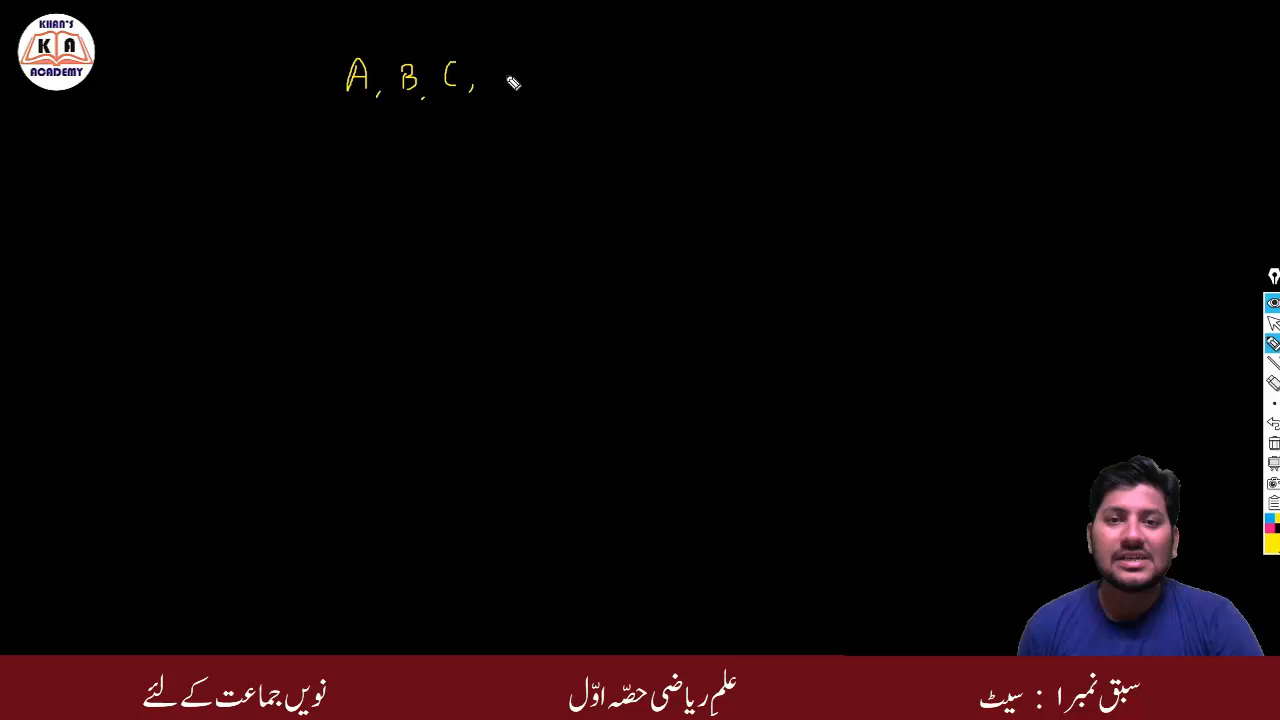 KHAN'S
K A
ACADEMY
A, B, C,
سبق نمبر ۱ : سیٹ
علمِ ریاضی حصّہ اوّل
نویں جماعت کے لئے